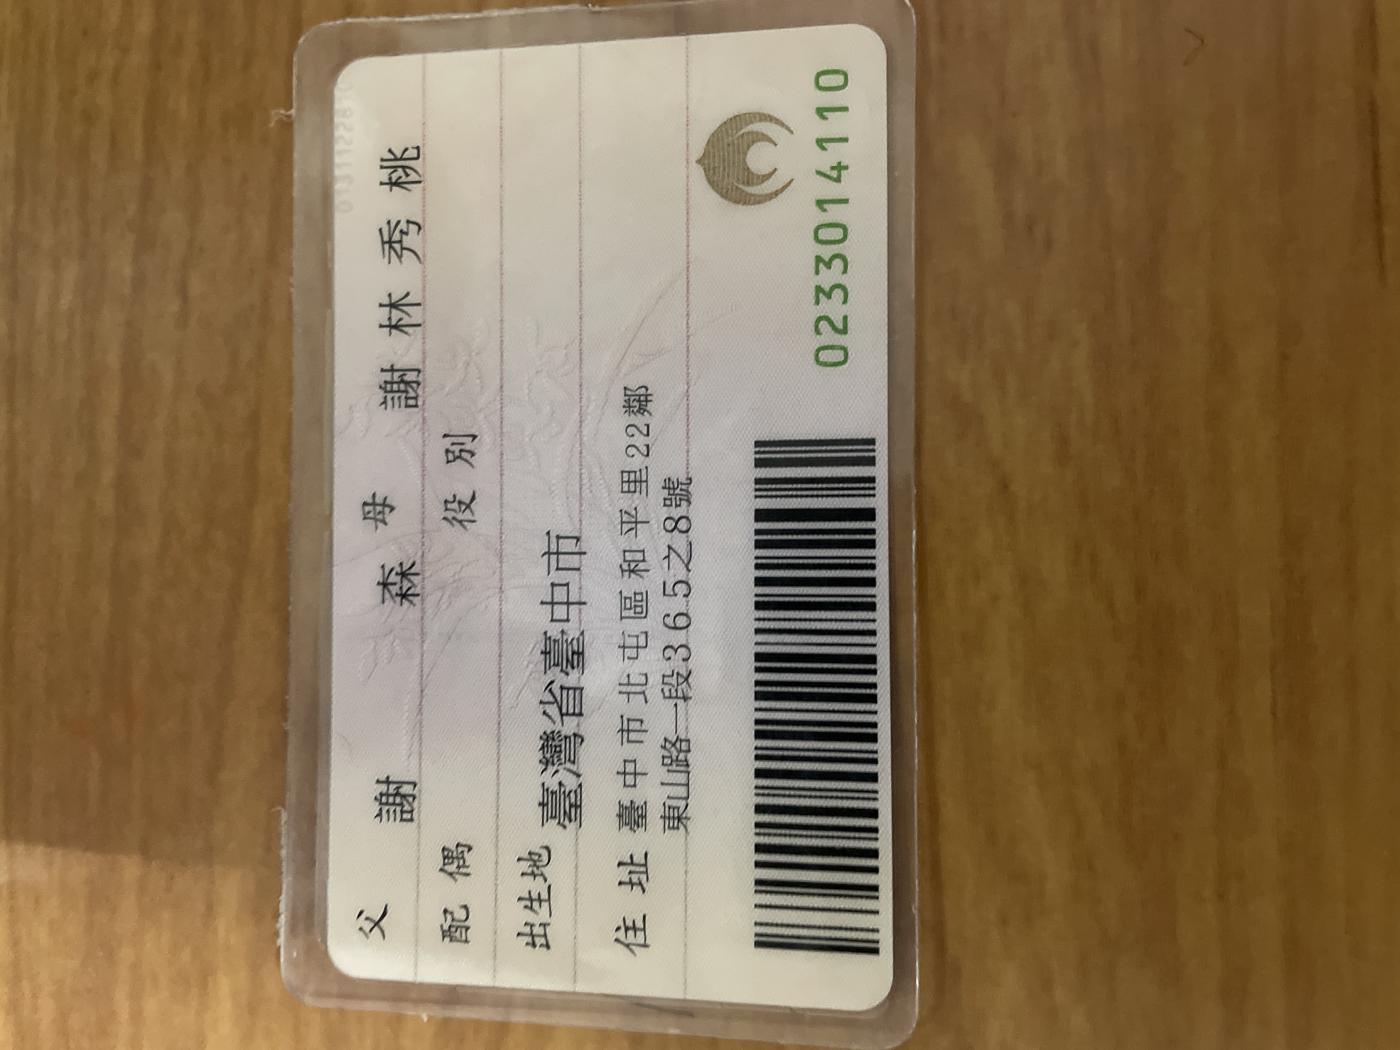 父 謝 森 母 謝林秀桃
配偶 役別
出生地 臺灣省臺中市
住址 臺中市北屯區和平里22鄰
東山路一段365之8號
0233014110